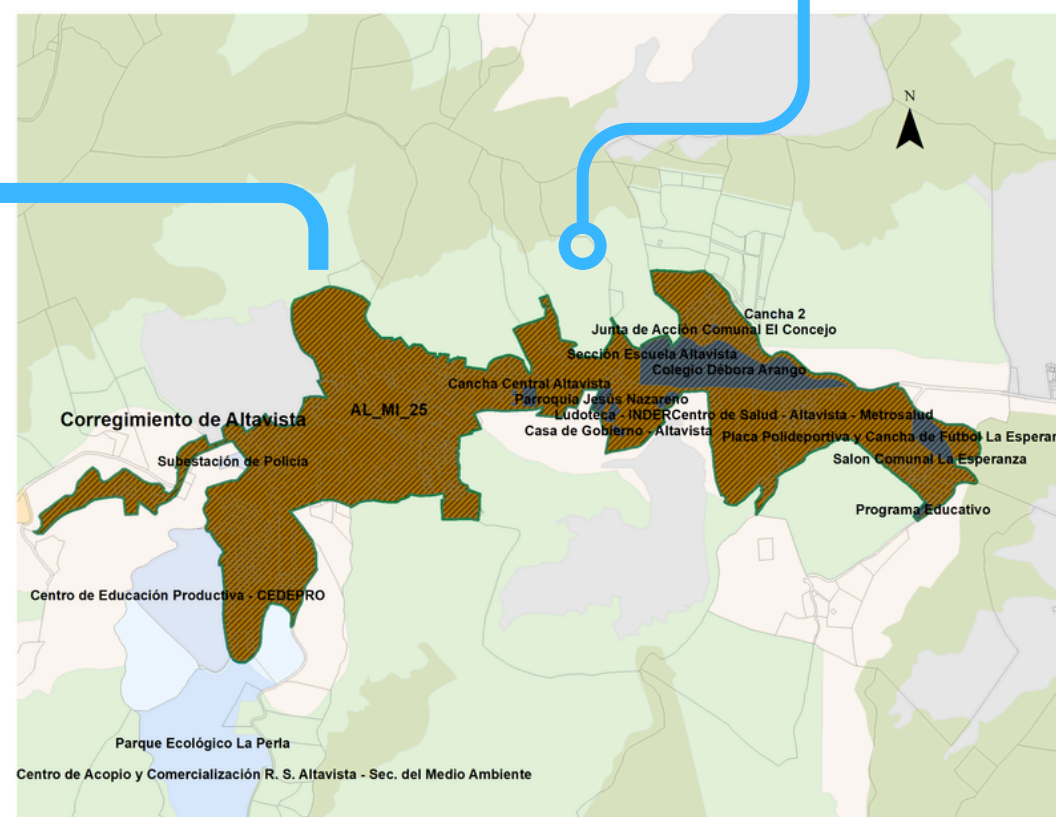 N
Cancha 2
Junta de Acción Comunal El Concejo
Sección Escuela Altavista
Colegio Débora Arango
Cancha Central Altavista
Parroquia Jesús Nazareno
AL_MI_25
Ludoteca - INDERCentro de Salud - Altavista - Metrosalud
Corregimiento de Altavista
Casa de Gobierno - Altavista
Placa Polideportiva y Cancha de Futbol La Esperar
Subestación de Policía
Salon Comunal La Esperanza
Programa Educativo
Centro de Educación Productiva - CEDEPRO
Parque Ecológico La Perla
Centro de Acopio y Comercialización R. S. Altavista - Sec. del Medio Ambiente